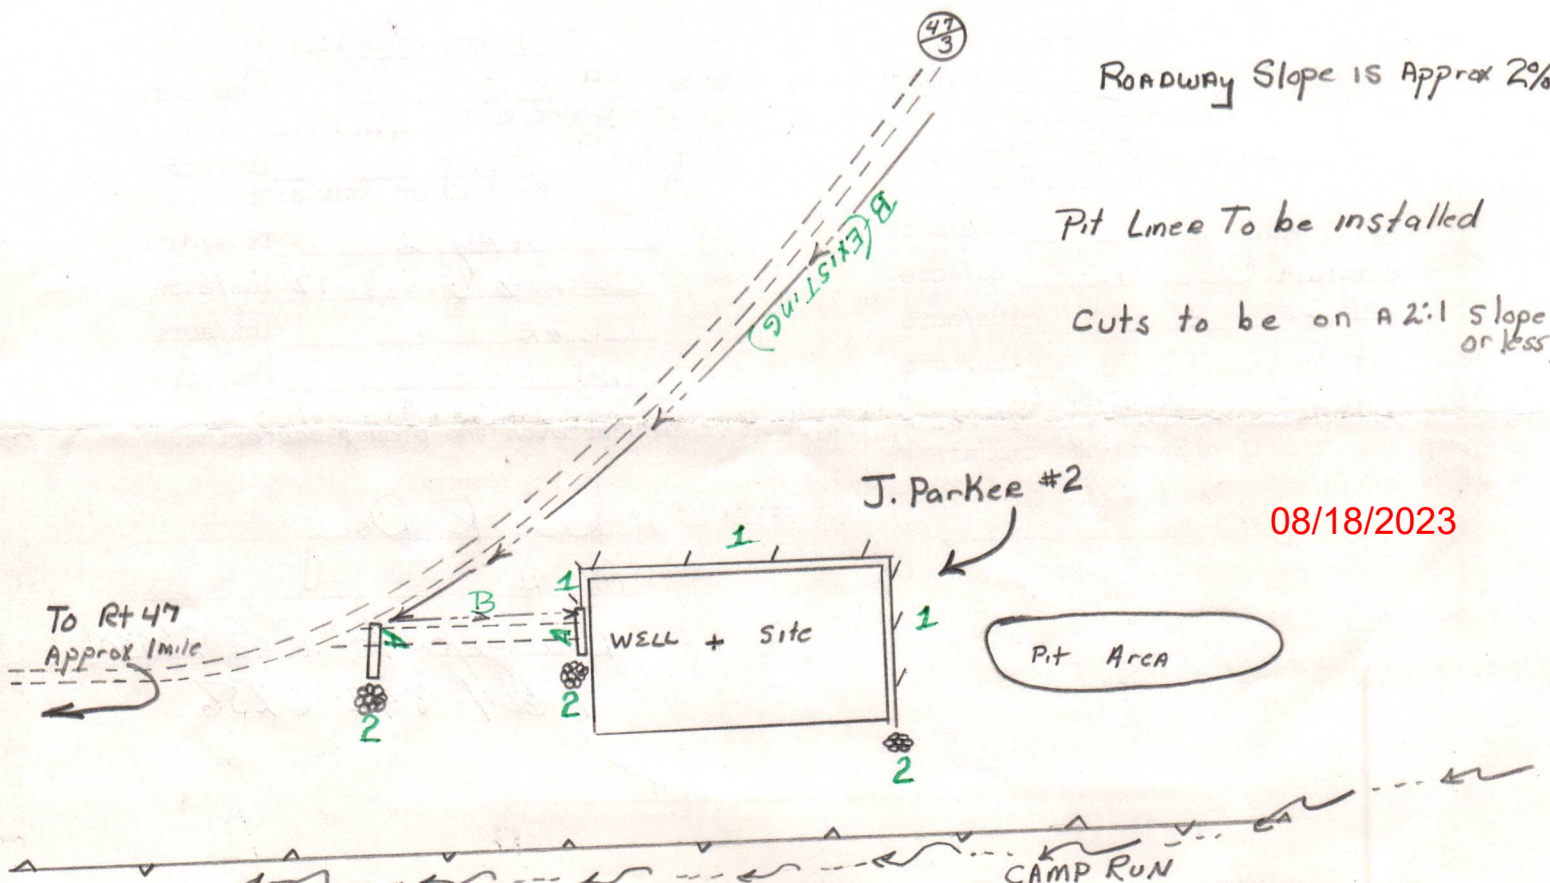 47
3
ROADWAY Slope is Approx 2%
B (EXISTING)
Pit Liner To be installed
Cuts to be on A 2:1 slope
or less
J. Parker #2
08/18/2023
1
1
B
To Rt 47
Approx 1 mile
A
A
WELL + Site
1
Pit Area
2
2
2
CAMP RUN